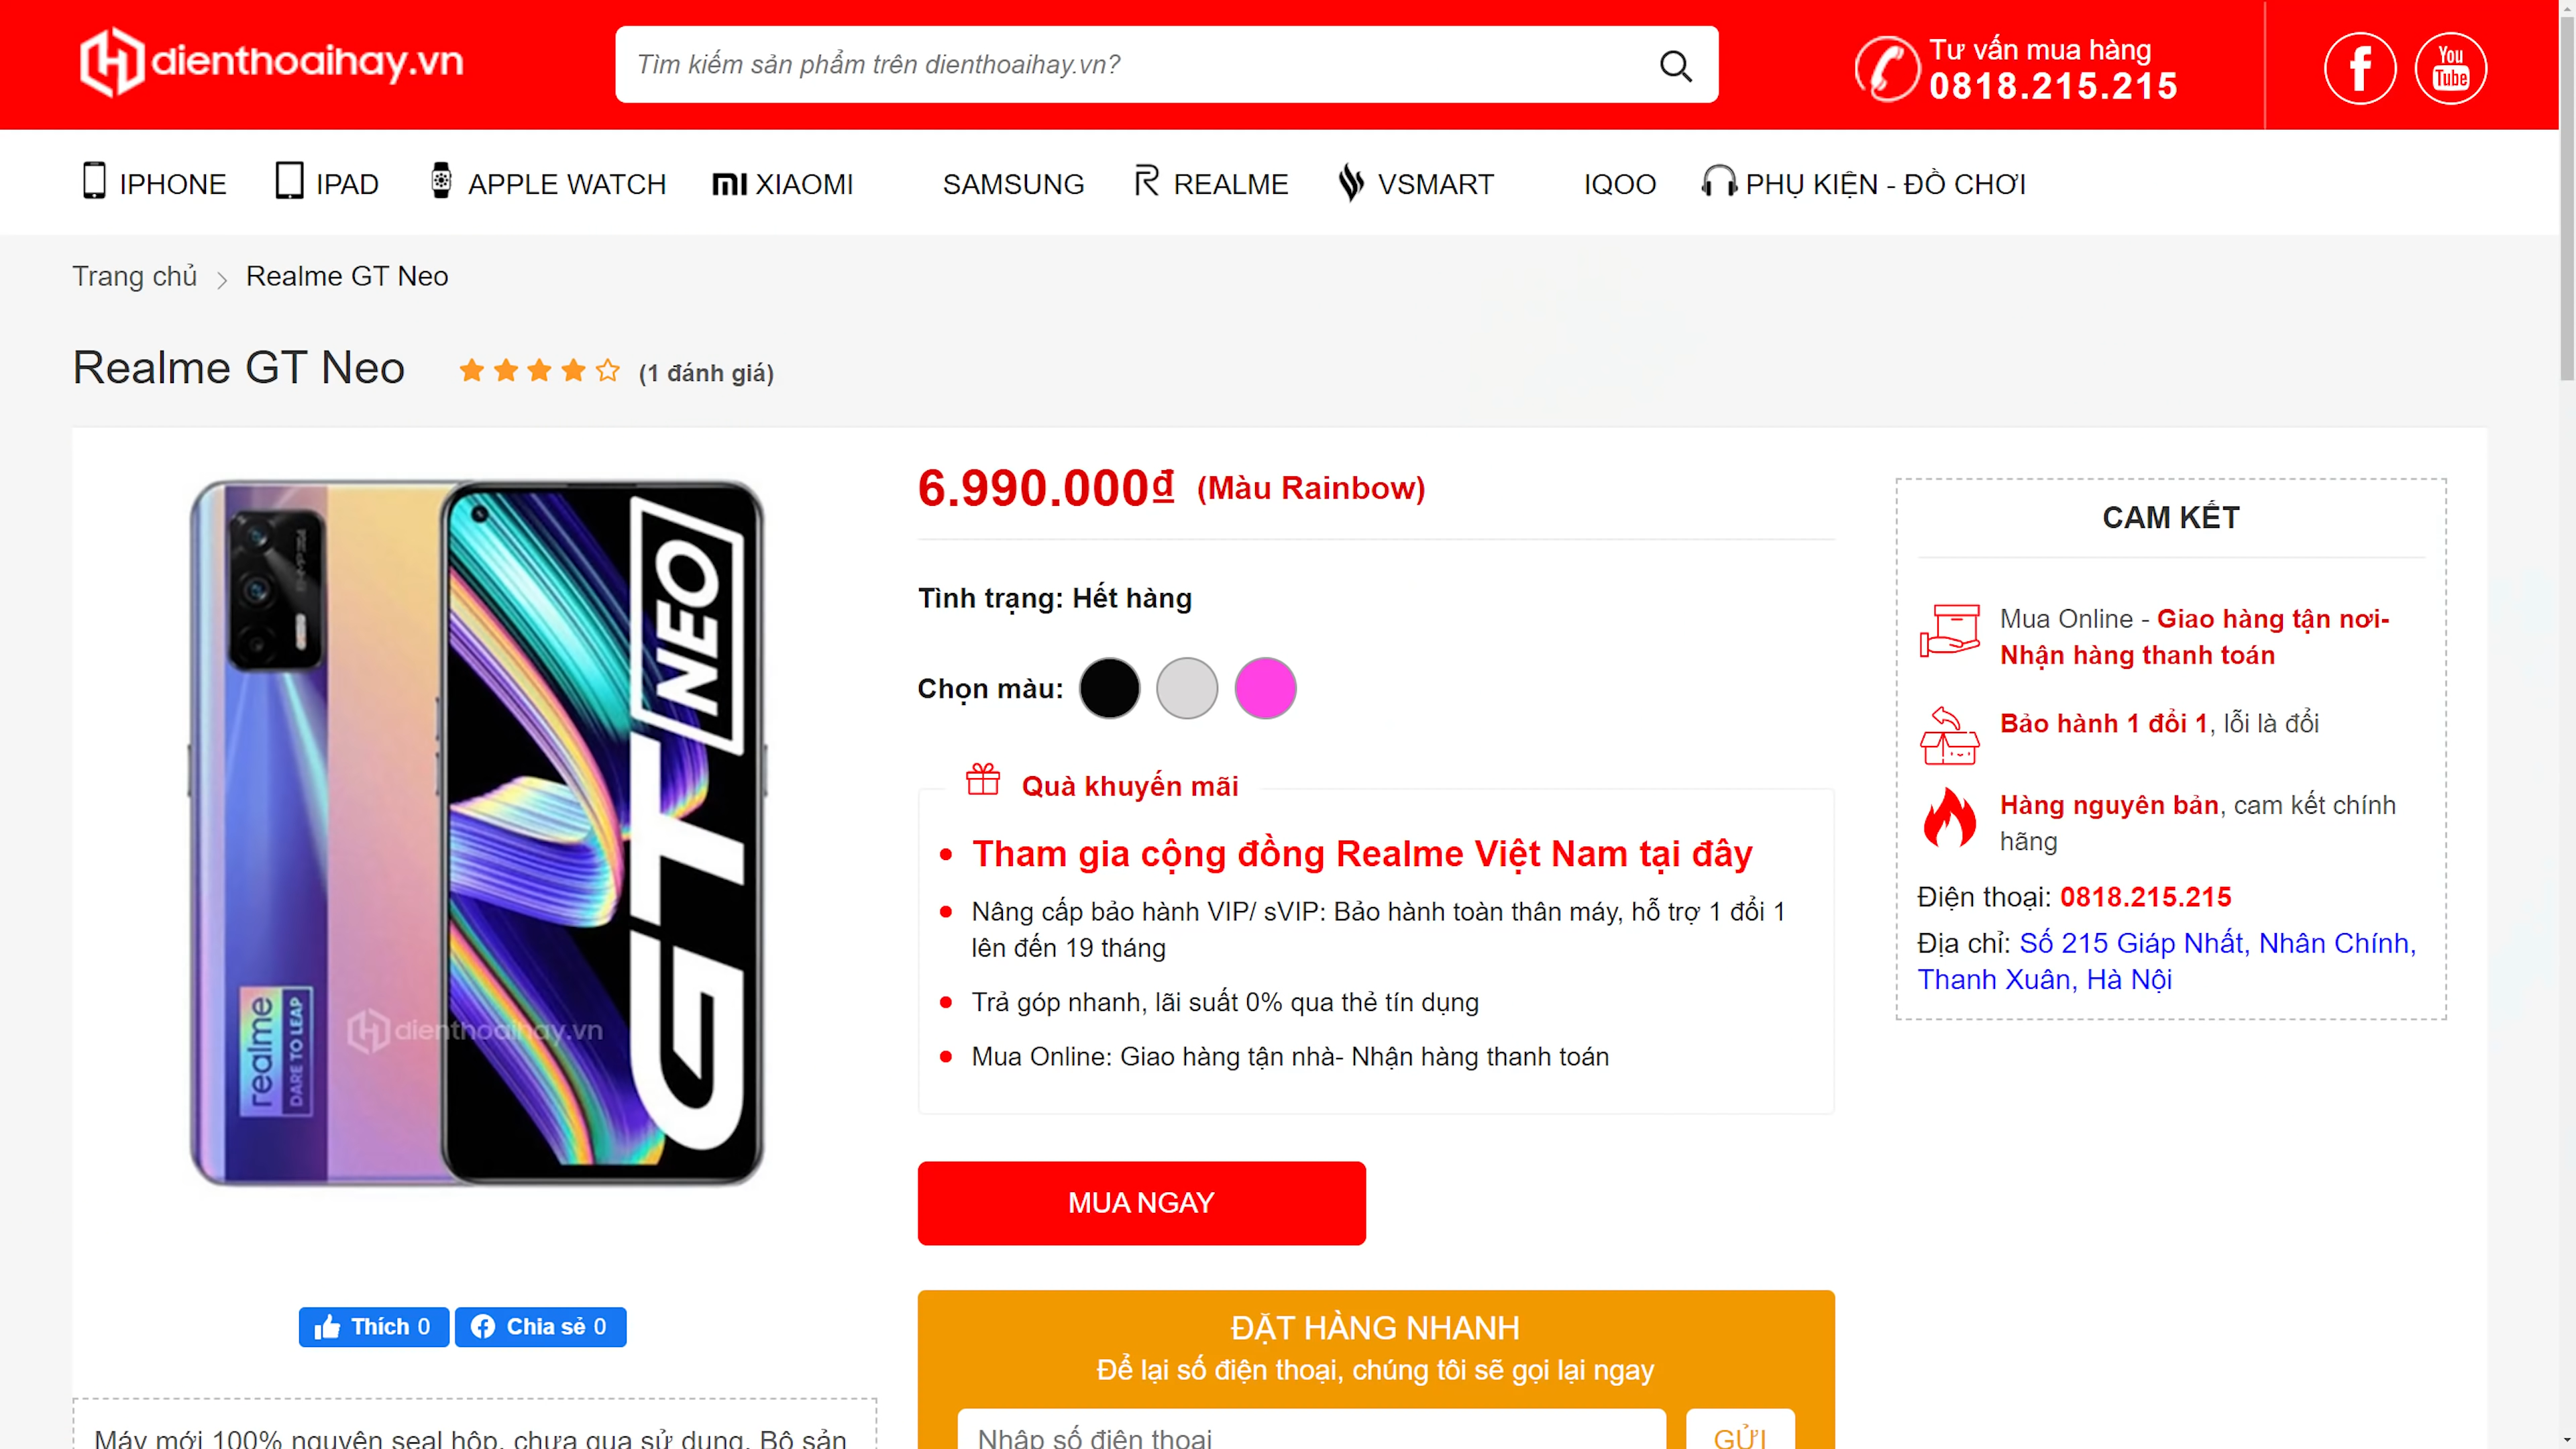 dienthoaihay.vn
Tìm kiếm sản phẩm trên dienthoaihay.vn?
Tư vấn mua hàng
0818.215.215
You
Tube
IPHONE
IPAD
APPLE WATCH
XIAOMI
SAMSUNG
REALME
VSMART
IQOO
PHỤ KIỆN - ĐỒ CHƠI
Trang chủ
Realme GT Neo
Realme GT Neo
(1 đánh giá)
NEO
GT
realme
DARE TO LEAP
dienthoaihay.vn
Thích 0
Chia sẻ 0
Máy mới 100% nguyên seal hộp, chưa qua sử dụng. Bộ sản
6.990.000₫ (Màu Rainbow)
Tình trạng: Hết hàng
Chọn màu:
Quà khuyến mãi
Tham gia cộng đồng Realme Việt Nam tại đây
Nâng cấp bảo hành VIP/ sVIP: Bảo hành toàn thân máy, hỗ trợ 1 đổi 1
lên đến 19 tháng
Trả góp nhanh, lãi suất 0% qua thẻ tín dụng
Mua Online: Giao hàng tận nhà- Nhận hàng thanh toán
MUA NGAY
ĐẶT HÀNG NHANH
Để lại số điện thoại, chúng tôi sẽ gọi lại ngay
Nhập số điện thoại
GỬI
CAM KẾT
Mua Online - Giao hàng tận nơi-
Nhận hàng thanh toán
Bảo hành 1 đổi 1, lỗi là đổi
Hàng nguyên bản, cam kết chính
hãng
Điện thoại: 0818.215.215
Địa chỉ: Số 215 Giáp Nhất, Nhân Chính,
Thanh Xuân, Hà Nội